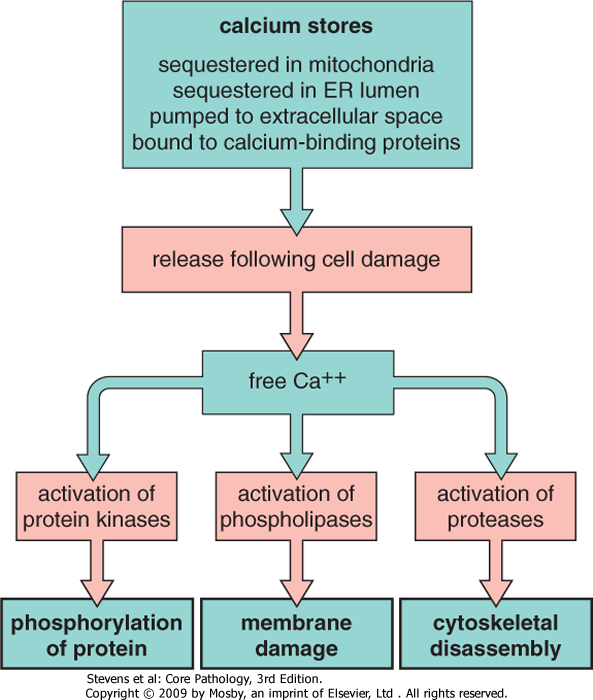 calcium stores
sequestered in mitochondria
sequestered in ER lumen
pumped to extracellular space
bound to calcium-binding proteins
release following cell damage
free Ca++
activation of
protein kinases
activation of
phospholipases
activation of
proteases
phosphorylation
of protein
membrane
damage
cytoskeletal
disassembly
Stevens et al: Core Pathology, 3rd Edition.
Copyright © 2009 by Mosby, an imprint of Elsevier, Ltd . All rights reserved.